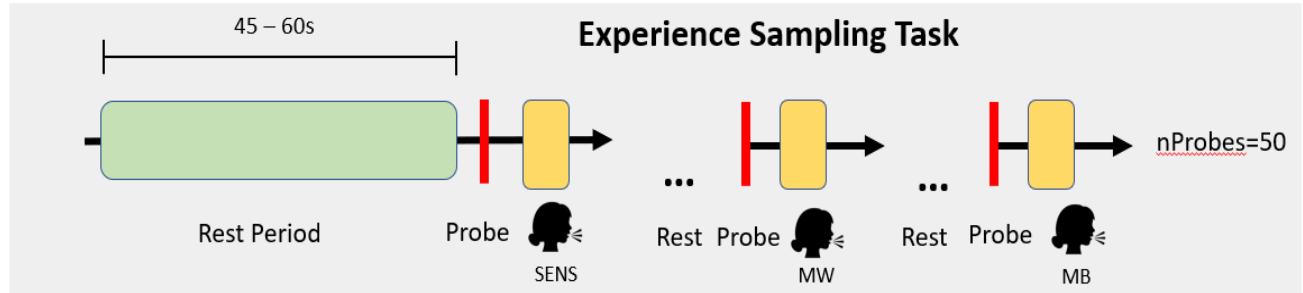 45 – 60s
Experience Sampling Task
nProbes=50
...
...
Rest Period
Probe
Rest Probe
Rest Probe
SENS
MW
MB